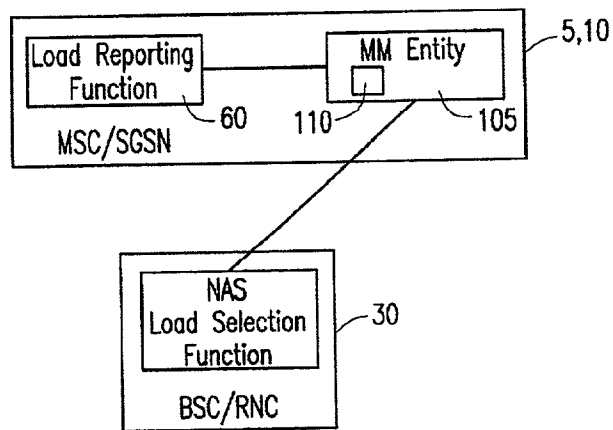 Load Reporting
Function
60
MM Entity
110
105
5,10
MSC/SGSN
NAS
Load Selection
Function
30
BSC/RNC